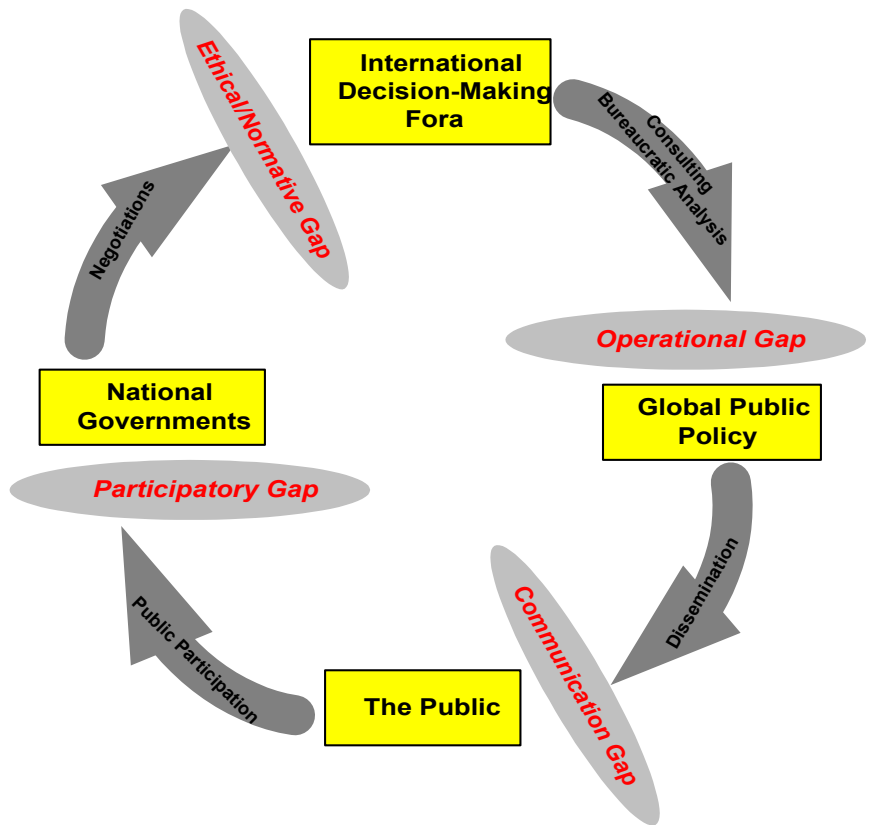 International
Decision-Making
Fora
Ethical/Normative Gap
Consulting
Bureaucratic Analysis
Negotiations
Operational Gap
National
Governments
Global Public
Policy
Participatory Gap
Dissemination
Communication Gap
Public Participation
The Public